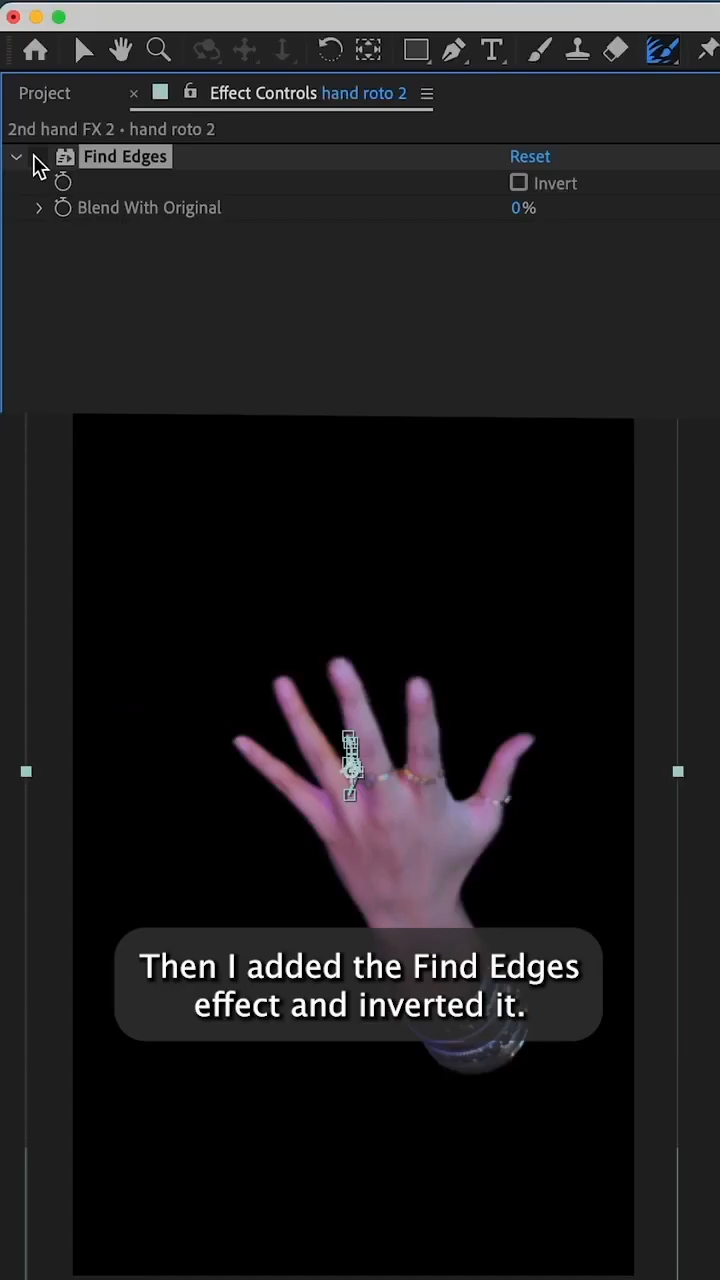 T
Project
× Effect Controls hand roto 2
2nd hand FX 2 • hand roto 2
Find Edges Reset
Invert
Blend With Original 0%
Then I added the Find Edges
effect and inverted it.